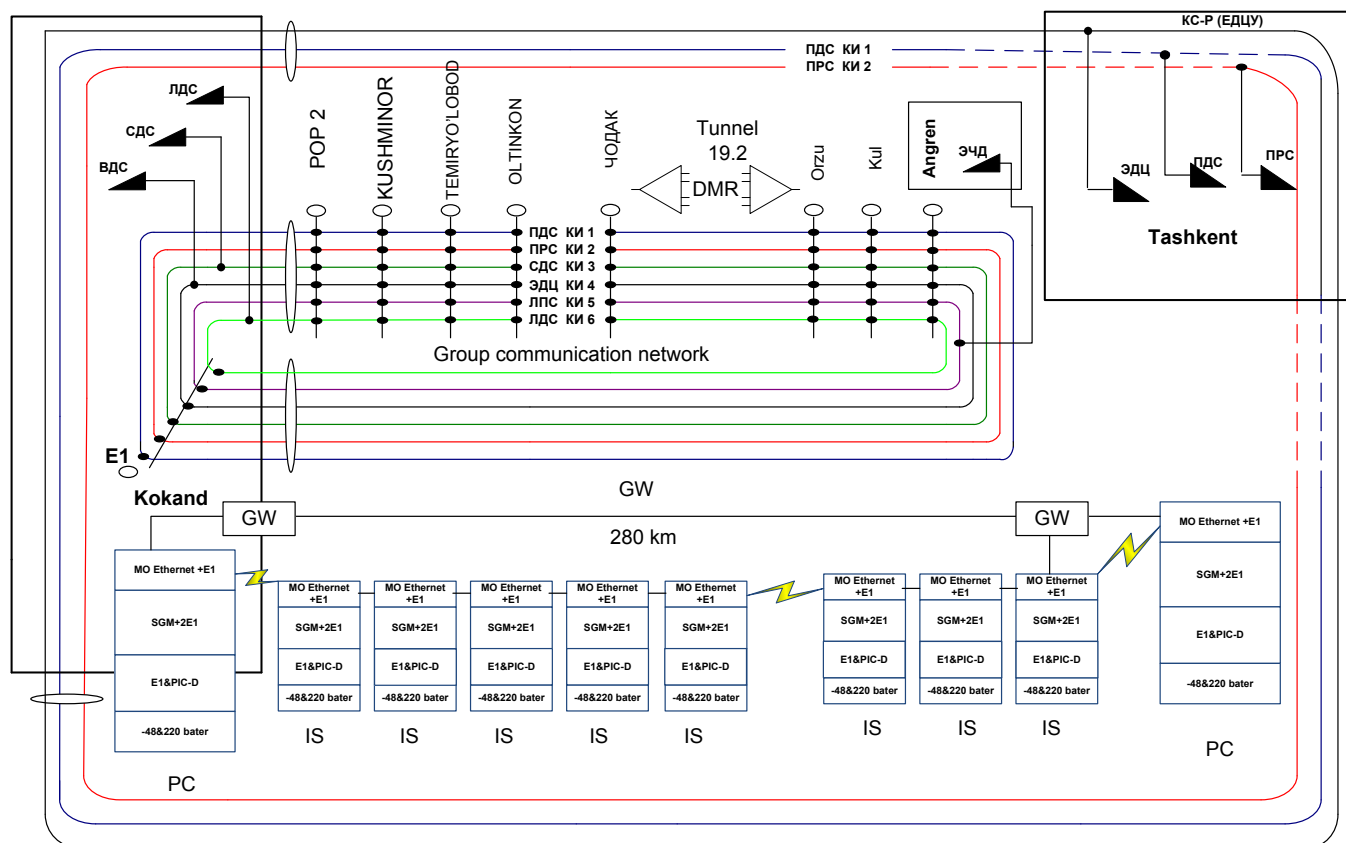 КС-Р (ЕДЦУ)
ПДС КИ 1
ПРС КИ 2
ЛДС
СДС
ВДС
POP 2
KUSHMINOR
TEMIRYO'LOBOD
OLTINKON
ЧОДАК
Tunnel
19.2
DMR
Orzu
Kul
Angren
ЭЧД
ЭДЦ
ПДС
ПРС
Tashkent
ПДС КИ 1
ПРС КИ 2
СДС КИ 3
ЭДЦ КИ 4
ЛПС КИ 5
ЛДС КИ 6
Group communication network
E1
Kokand
GW
GW
GW
280 km
MO Ethernet +E1
SGM+2E1
E1&PIC-D
-48&220 bater
PC
MO Ethernet
+E1
SGM+2E1
E1&PIC-D
-48&220 bater
IS
MO Ethernet
+E1
SGM+2E1
E1&PIC-D
-48&220 bater
IS
MO Ethernet
+E1
SGM+2E1
E1&PIC-D
-48&220 bater
IS
MO Ethernet
+E1
SGM+2E1
E1&PIC-D
-48&220 bater
IS
MO Ethernet
+E1
SGM+2E1
E1&PIC-D
-48&220 bater
IS
MO Ethernet
+E1
SGM+2E1
E1&PIC-D
-48&220 bater
IS
MO Ethernet
+E1
SGM+2E1
E1&PIC-D
-48&220 bater
IS
MO Ethernet
+E1
SGM+2E1
E1&PIC-D
-48&220 bater
IS
MO Ethernet +E1
SGM+2E1
E1&PIC-D
-48&220 bater
PC